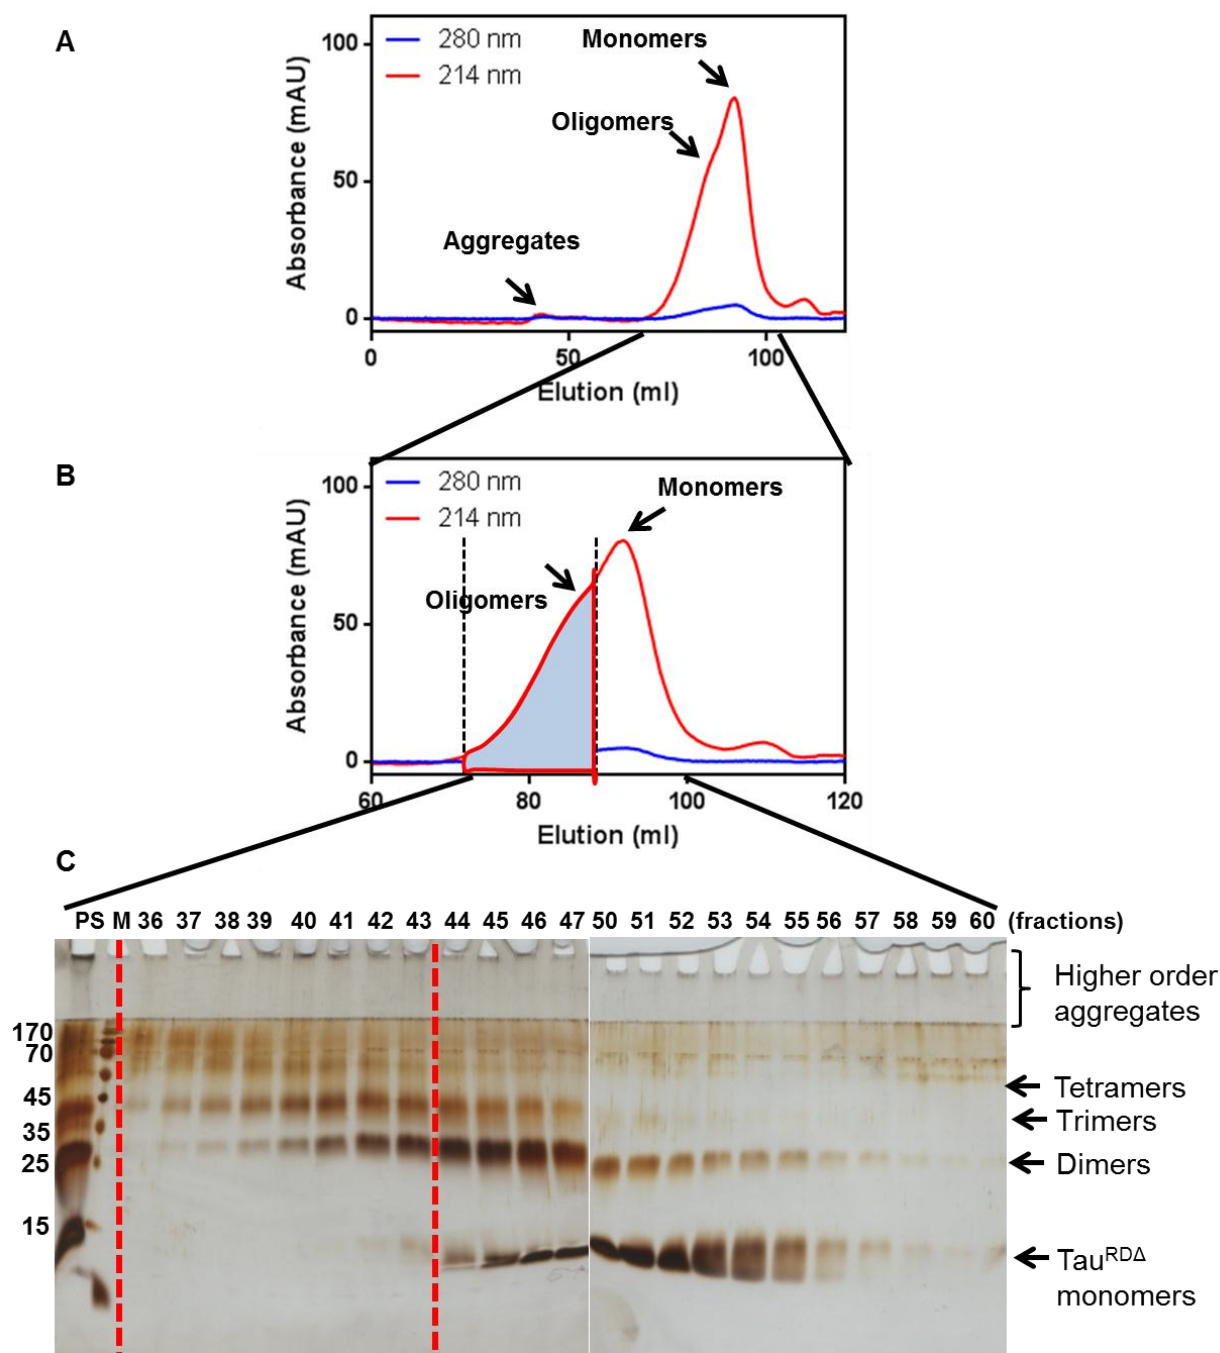 A
280 nm
214 nm
Monomers
Oligomers
Aggregates
Absorbance (mAU)
100
50
0
0 50 100
Elution (ml)
B
280 nm
214 nm
Monomers
Oligomers
Absorbance (mAU)
100
50
0
60 80 100 120
Elution (ml)
C
PS M 36 37 38 39 40 41 42 43 44 45 46 47 50 51 52 53 54 55 56 57 58 59 60 (fractions)
170
70
45
35
25
15
Higher order
aggregates
Tetramers
Trimers
Dimers
Tau^RDΔ
monomers